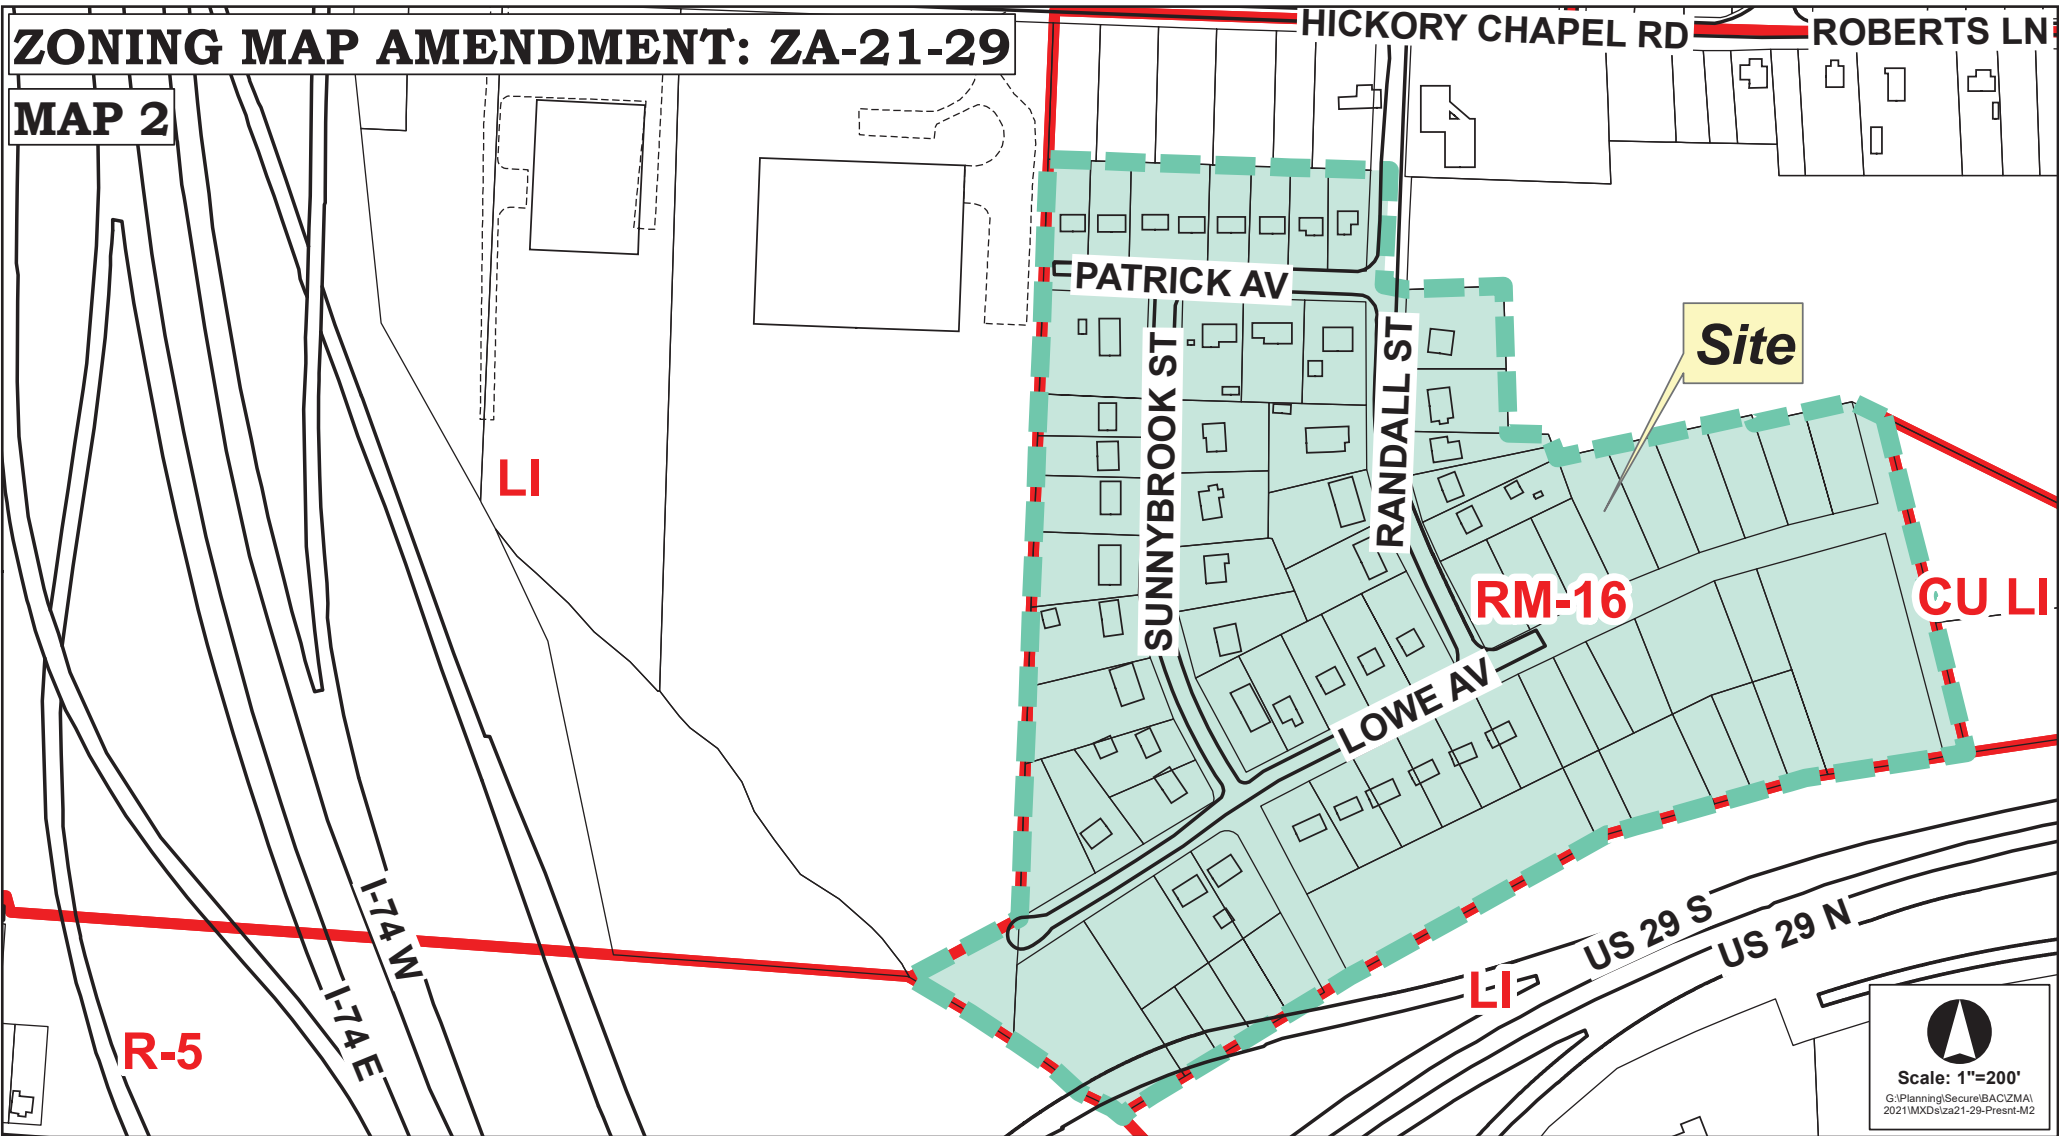 ZONING MAP AMENDMENT: ZA-21-29
MAP 2
HICKORY CHAPEL RD
ROBERTS LN
PATRICK AV
SUNNYBROOK ST
RANDALL ST
Site
LI
RM-16
CU LI
LOWE AV
I-74 W
I-74 E
US 29 S
US 29 N
LI
R-5
Scale: 1"=200'
G:\Planning\Secure\BAC\ZMA\
2021\MXDs\za21-29-Presnt-M2